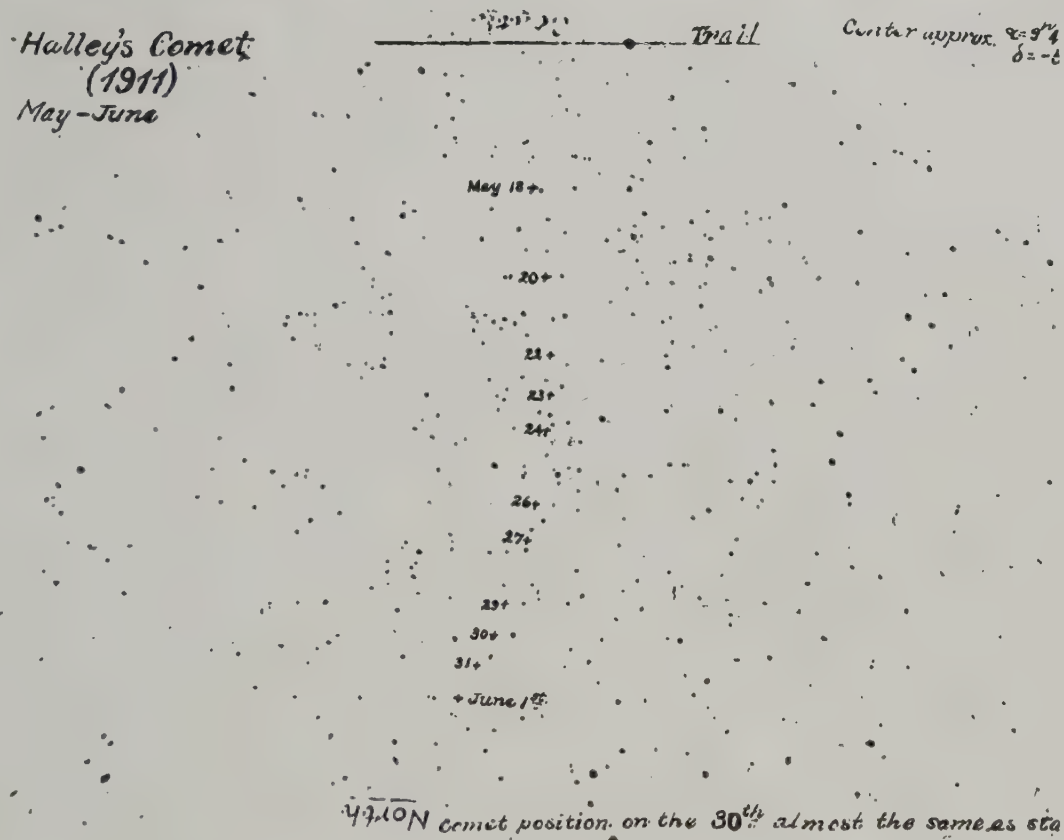 Halley's Comet
(1911)
May-June
Trail
Center approx. α=9ʰ4
δ=-
May 18+
20+
22+
23+
24+
26+
27+
29+
30+
31+
+ June 1st
comet position on the 30th almost the same as sta